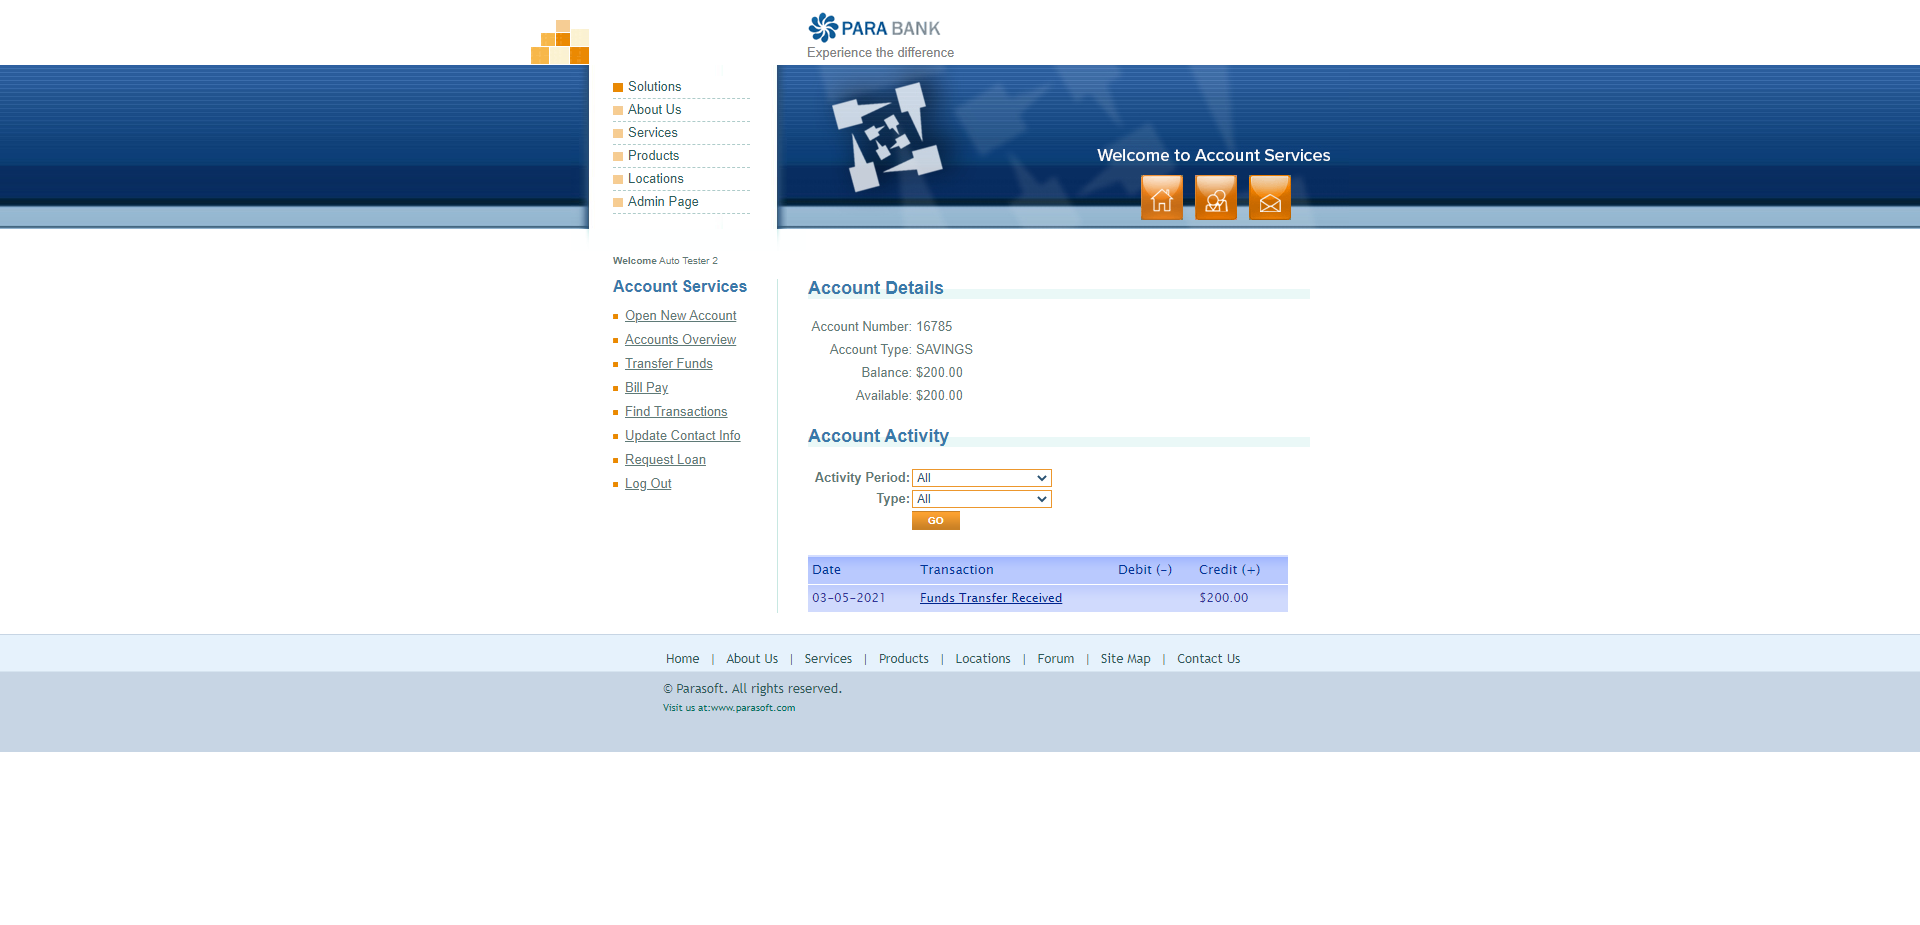 PARA BANK
Experience the difference
Solutions
About Us
Services
Products
Locations
Admin Page
Welcome to Account Services
Welcome Auto Tester 2
Account Services
Open New Account
Accounts Overview
Transfer Funds
Bill Pay
Find Transactions
Update Contact Info
Request Loan
Log Out
Account Details
Account Number: 16785
Account Type: SAVINGS
Balance: $200.00
Available: $200.00
Account Activity
Activity Period: All
Type: All
GO
Date Transaction Debit (-) Credit (+)
03-05-2021 Funds Transfer Received $200.00
Home | About Us | Services | Products | Locations | Forum | Site Map | Contact Us
© Parasoft. All rights reserved.
Visit us at:www.parasoft.com